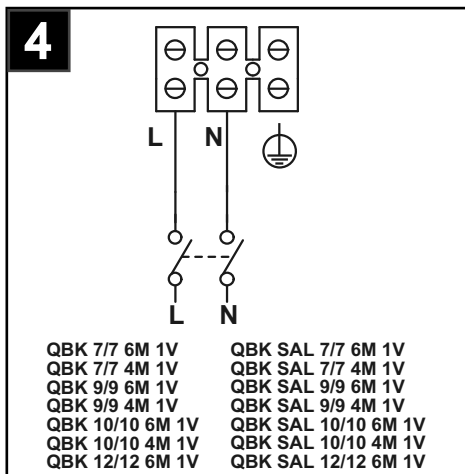 4
L N
L N
QBK 7/7 6M 1V QBK SAL 7/7 6M 1V
QBK 7/7 4M 1V QBK SAL 7/7 4M 1V
QBK 9/9 6M 1V QBK SAL 9/9 6M 1V
QBK 9/9 4M 1V QBK SAL 9/9 4M 1V
QBK 10/10 6M 1V QBK SAL 10/10 6M 1V
QBK 10/10 4M 1V QBK SAL 10/10 4M 1V
QBK 12/12 6M 1V QBK SAL 12/12 6M 1V